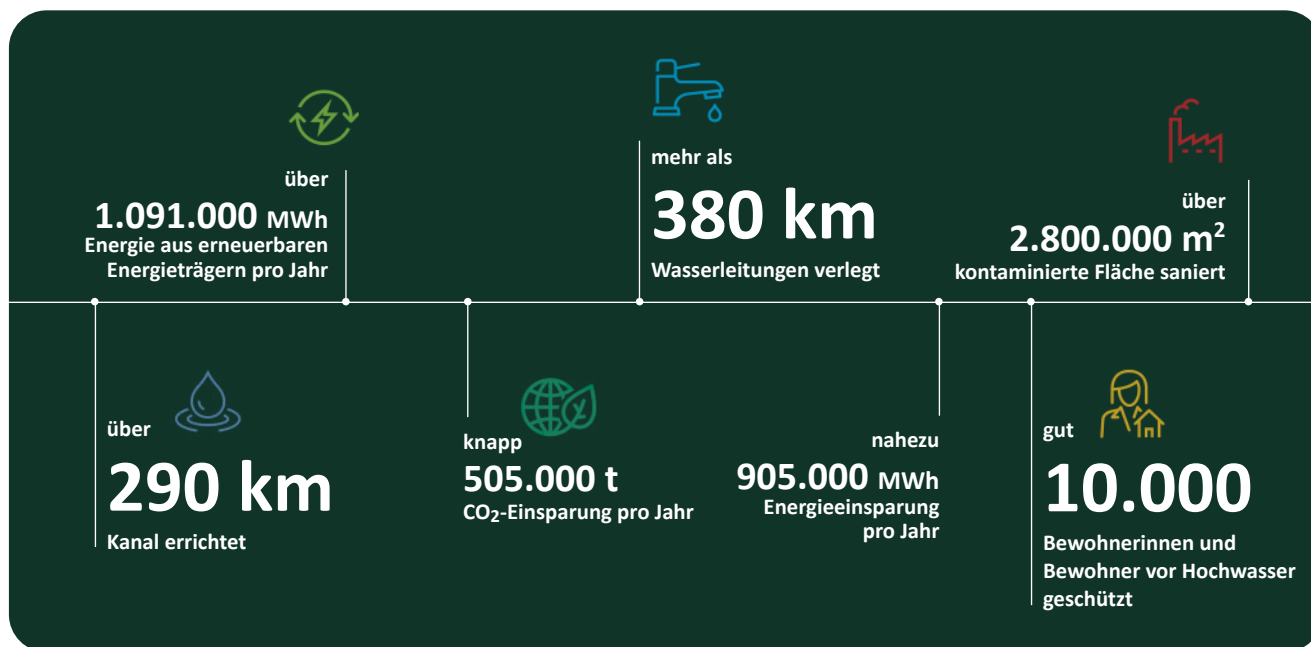 über
1.091.000 MWh
Energie aus erneuerbaren
Energieträgern pro Jahr
mehr als
380 km
Wasserleitungen verlegt
über
2.800.000 m²
kontaminierte Fläche saniert
über
290 km
Kanal errichtet
knapp
505.000 t
CO₂-Einsparung pro Jahr
nahezu
905.000 MWh
Energieeinsparung
pro Jahr
gut
10.000
Bewohnerinnen und
Bewohner vor Hochwasser
geschützt